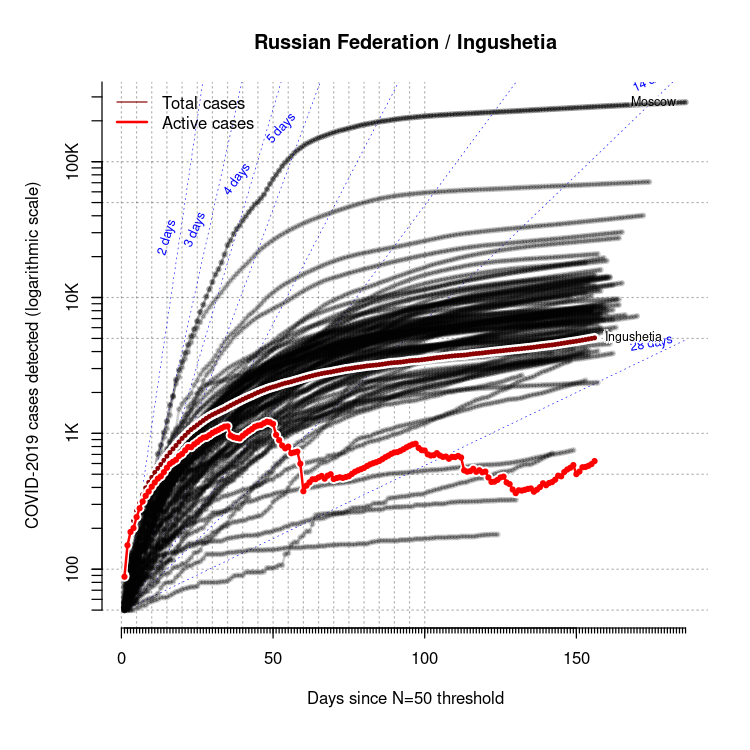 Russian Federation / Ingushetia
Total cases
Active cases
2 days
3 days
4 days
5 days
Moscow
Ingushetia
28 days
COVID-2019 cases detected (logarithmic scale)
100K
10K
1K
100
0
50
100
150
Days since N=50 threshold